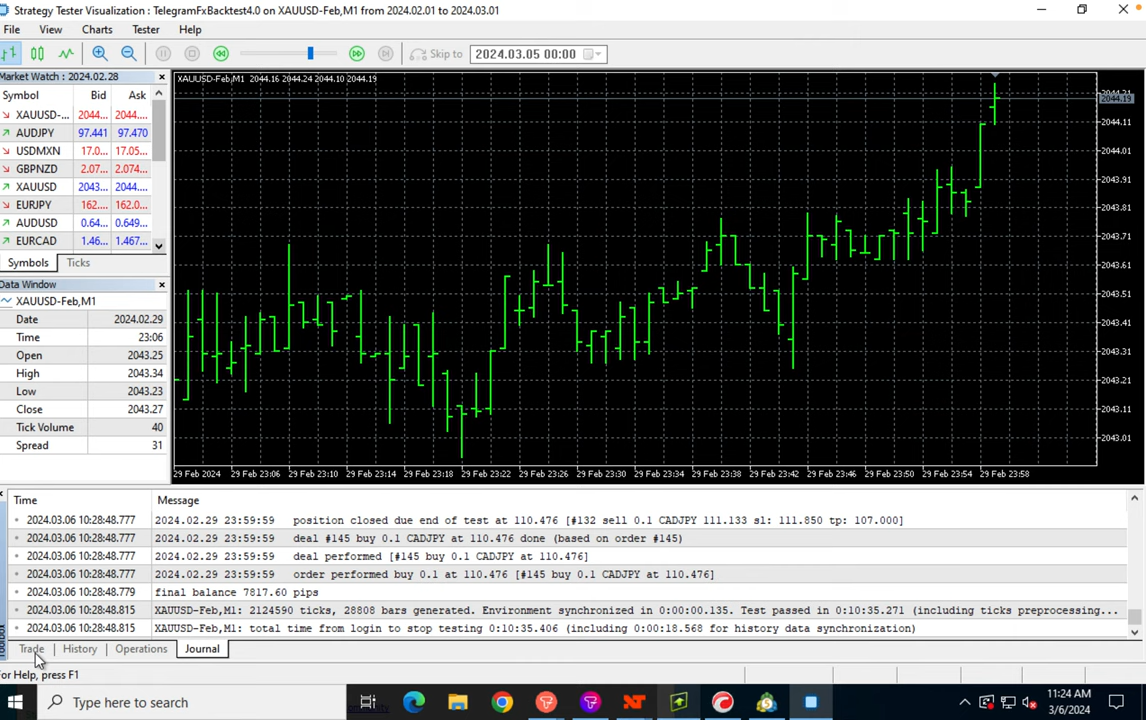 Strategy Tester Visualization : TelegramFxBacktest4.0 on XAUUSD-Feb,M1 from 2024.02.01 to 2024.03.01
File View Charts Tester Help
Skip to 2024.03.05 00:00
Market Watch : 2024.02.28
Symbol Bid Ask
XAUUSD-... 2044.... 2044....
AUDJPY 97.441 97.470
USDMXN 17.0... 17.05...
GBPNZD 2.07... 2.074...
XAUUSD 2043... 2044...
EURJPY 162.... 162.0...
AUDUSD 0.64... 0.649...
EURCAD 1.46... 1.467...
Symbols Ticks
Data Window
XAUUSD-Feb,M1
Date 2024.02.29
Time 23:06
Open 2043.25
High 2043.34
Low 2043.23
Close 2043.27
Tick Volume 40
Spread 31
XAUUSD-Feb,M1 2044.16 2044.24 2044.10 2044.19
2044.19
2044.11
2044.01
2043.91
2043.81
2043.71
2043.61
2043.51
2043.41
2043.31
2043.21
2043.11
2043.01
29 Feb 2024 29 Feb 23:06 29 Feb 23:10 29 Feb 23:14 29 Feb 23:18 29 Feb 23:22 29 Feb 23:26 29 Feb 23:30 29 Feb 23:34 29 Feb 23:38 29 Feb 23:42 29 Feb 23:46 29 Feb 23:50 29 Feb 23:54 29 Feb 23:58
Time Message
2024.03.06 10:28:48.777 2024.02.29 23:59:59 position closed due end of test at 110.476 [#132 sell 0.1 CADJPY 111.133 sl: 111.850 tp: 107.000]
2024.03.06 10:28:48.777 2024.02.29 23:59:59 deal #145 buy 0.1 CADJPY at 110.476 done (based on order #145)
2024.03.06 10:28:48.777 2024.02.29 23:59:59 deal performed [#145 buy 0.1 CADJPY at 110.476]
2024.03.06 10:28:48.777 2024.02.29 23:59:59 order performed buy 0.1 at 110.476 [#145 buy 0.1 CADJPY at 110.476]
2024.03.06 10:28:48.779 final balance 7817.60 pips
2024.03.06 10:28:48.815 XAUUSD-Feb,M1: 2124590 ticks, 28808 bars generated. Environment synchronized in 0:00:00.135. Test passed in 0:10:35.271 (including ticks preprocessing...
2024.03.06 10:28:48.815 XAUUSD-Feb,M1: total time from login to stop testing 0:10:35.406 (including 0:00:18.568 for history data synchronization)
Toolbox
Trade History Operations Journal
For Help, press F1
Type here to search
11:24 AM
3/6/2024